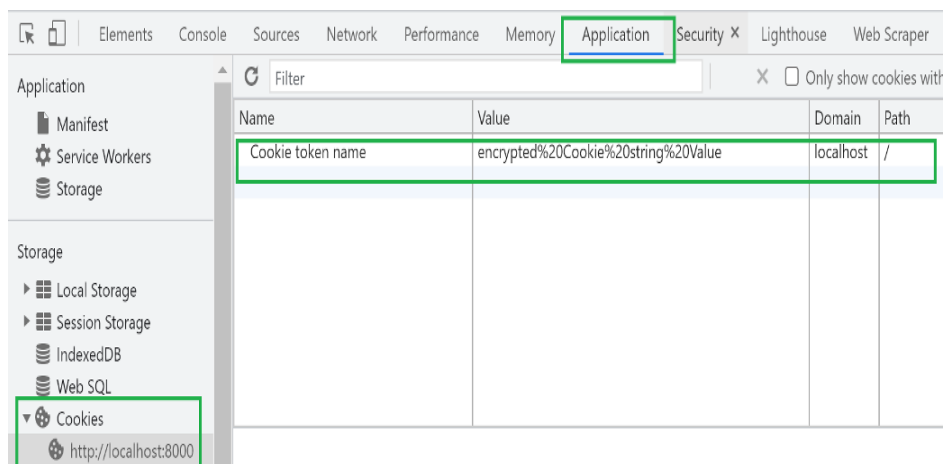 Elements Console Sources Network Performance Memory Application Security × Lighthouse Web Scraper
Application
Manifest
Service Workers
Storage
Storage
Local Storage
Session Storage
IndexedDB
Web SQL
Cookies
http://localhost:8000
Filter
Only show cookies with
Name Value Domain Path
Cookie token name encrypted%20Cookie%20string%20Value localhost /